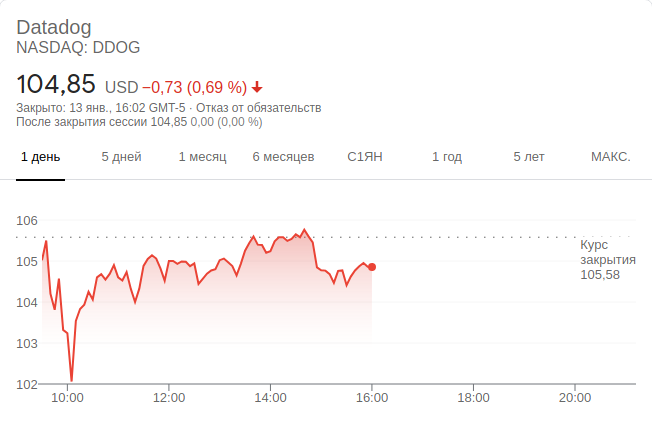 Datadog
NASDAQ: DDOG
104,85 USD −0,73 (0,69 %)
Закрыто: 13 янв., 16:02 GMT-5 · Отказ от обязательств
После закрытия сессии 104,85 0,00 (0,00 %)
1 день 5 дней 1 месяц 6 месяцев С1ЯН 1 год 5 лет МАКС.
106
Курс
закрытия
105,58
105
104
103
102
10:00 12:00 14:00 16:00 18:00 20:00